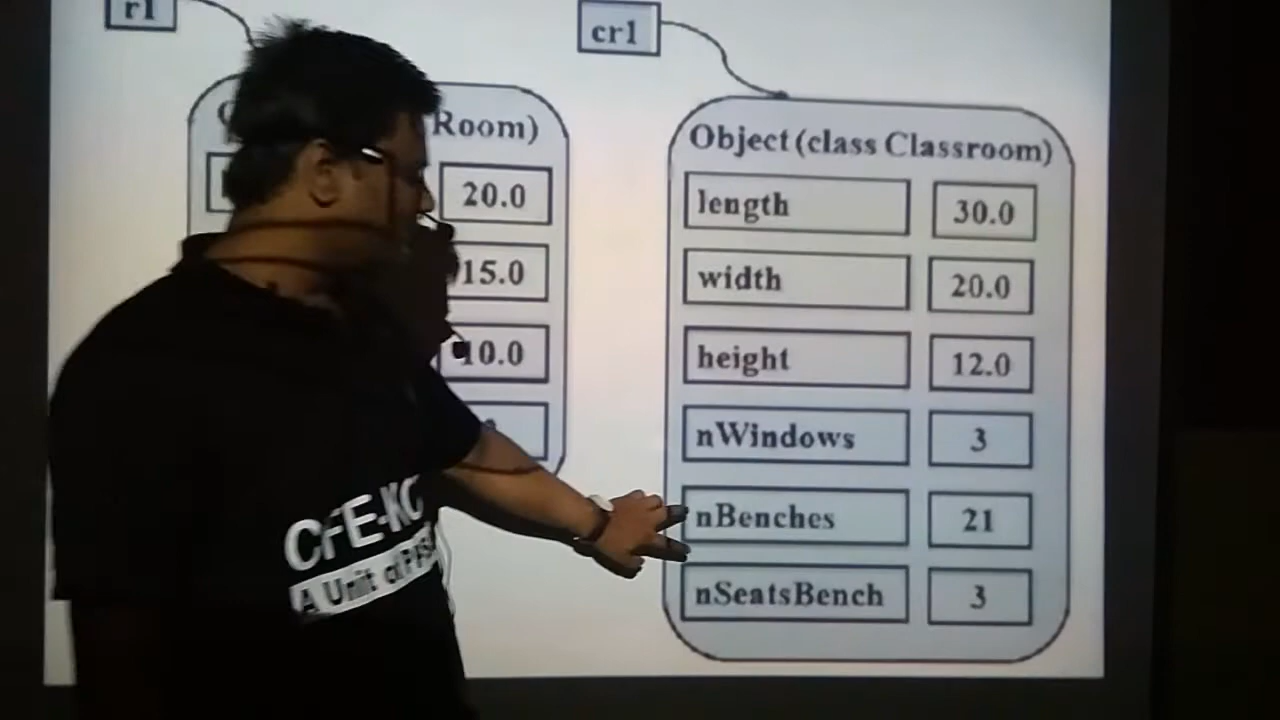 r1
cr1
Room)
20.0
15.0
10.0
Object (class Classroom)
length 30.0
width 20.0
height 12.0
nWindows 3
nBenches 21
nSeatsBench 3
CFE-KC
A Unit of